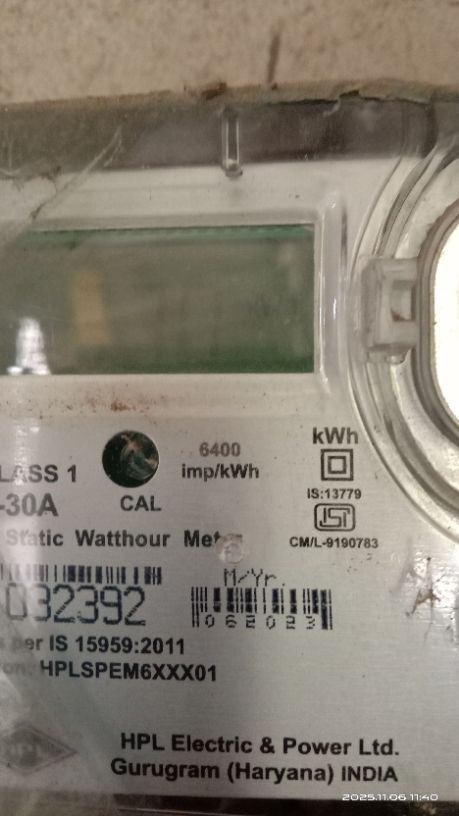 kWh
6400
imp/kWh
LASS 1
-30A
CAL
IS:13779
CM/L-9190783
Static Watthour Meter
M/Yr.
032392
062023
per IS 15959:2011
HPLSPEM6XXX01
HPL Electric & Power Ltd.
Gurugram (Haryana) INDIA
2025.11.06 11:40